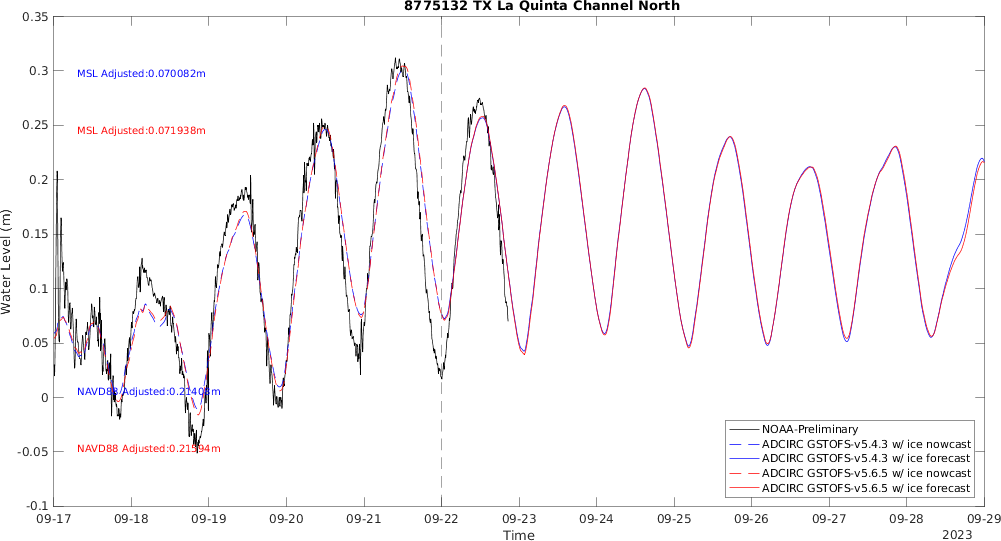 8775132 TX La Quinta Channel North
Water Level (m)
0.35
0.3
0.25
0.2
0.15
0.1
0.05
0
-0.05
-0.1
MSL Adjusted:0.070082m
MSL Adjusted:0.071938m
NAVD88 Adjusted:0.21408m
NAVD88 Adjusted:0.21594m
NOAA-Preliminary
ADCIRC GSTOFS-v5.4.3 w/ ice nowcast
ADCIRC GSTOFS-v5.4.3 w/ ice forecast
ADCIRC GSTOFS-v5.6.5 w/ ice nowcast
ADCIRC GSTOFS-v5.6.5 w/ ice forecast
09-17 09-18 09-19 09-20 09-21 09-22 09-23 09-24 09-25 09-26 09-27 09-28 09-29
Time
2023